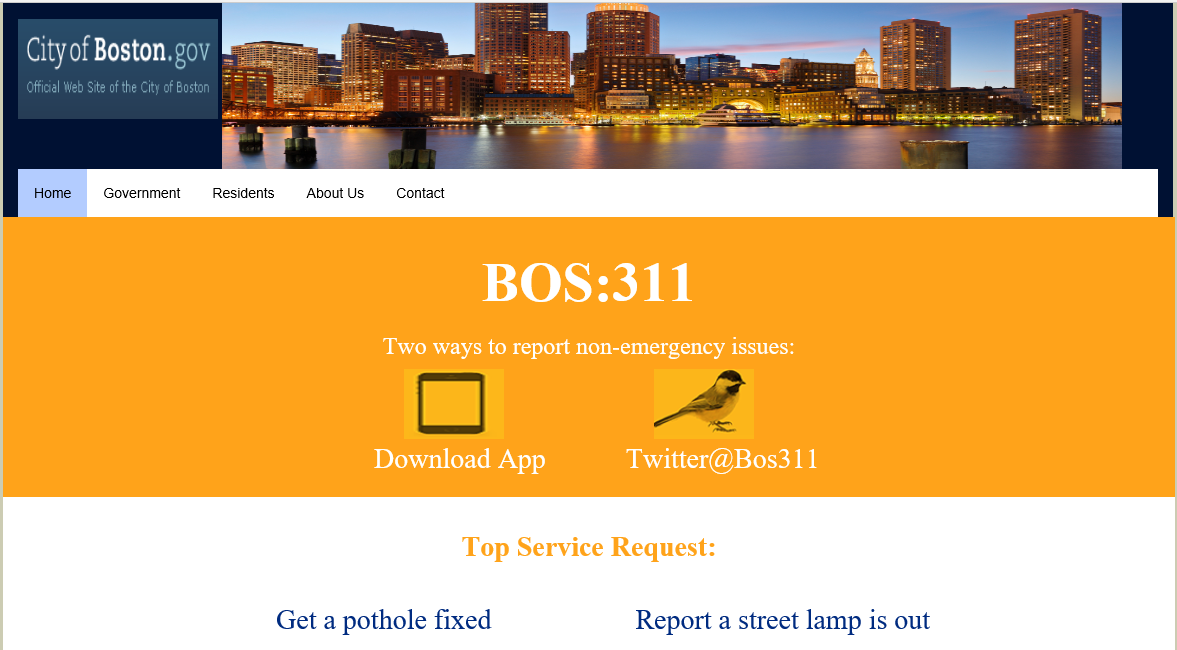 City of Boston.gov
Official Web Site of the City of Boston
Home Government Residents About Us Contact
BOS:311
Two ways to report non-emergency issues:
Download App Twitter@Bos311
Top Service Request:
Get a pothole fixed Report a street lamp is out